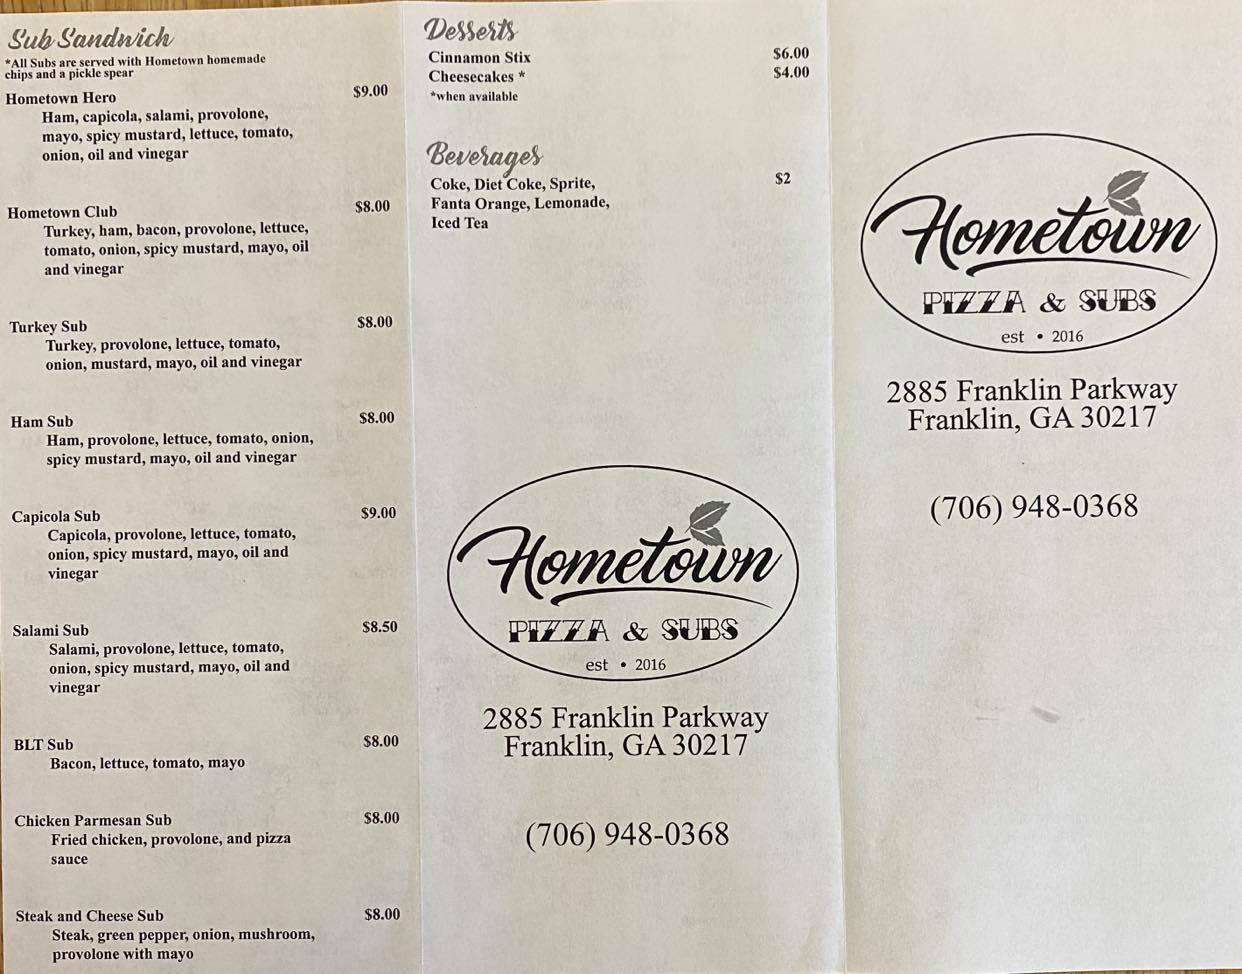 Sub Sandwich
*All Subs are served with Hometown homemade
chips and a pickle spear
Hometown Hero $9.00
Ham, capicola, salami, provolone,
mayo, spicy mustard, lettuce, tomato,
onion, oil and vinegar
Hometown Club $8.00
Turkey, ham, bacon, provolone, lettuce,
tomato, onion, spicy mustard, mayo, oil
and vinegar
Turkey Sub $8.00
Turkey, provolone, lettuce, tomato,
onion, mustard, mayo, oil and vinegar
Ham Sub $8.00
Ham, provolone, lettuce, tomato, onion,
spicy mustard, mayo, oil and vinegar
Capicola Sub $9.00
Capicola, provolone, lettuce, tomato,
onion, spicy mustard, mayo, oil and
vinegar
Salami Sub $8.50
Salami, provolone, lettuce, tomato,
onion, spicy mustard, mayo, oil and
vinegar
BLT Sub $8.00
Bacon, lettuce, tomato, mayo
Chicken Parmesan Sub $8.00
Fried chicken, provolone, and pizza
sauce
Steak and Cheese Sub $8.00
Steak, green pepper, onion, mushroom,
provolone with mayo
Desserts
Cinnamon Stix $6.00
Cheesecakes * $4.00
*when available
Beverages
Coke, Diet Coke, Sprite, $2
Fanta Orange, Lemonade,
Iced Tea
Hometown
PIZZA & SUBS
est • 2016
2885 Franklin Parkway
Franklin, GA 30217
(706) 948-0368
Hometown
PIZZA & SUBS
est • 2016
2885 Franklin Parkway
Franklin, GA 30217
(706) 948-0368